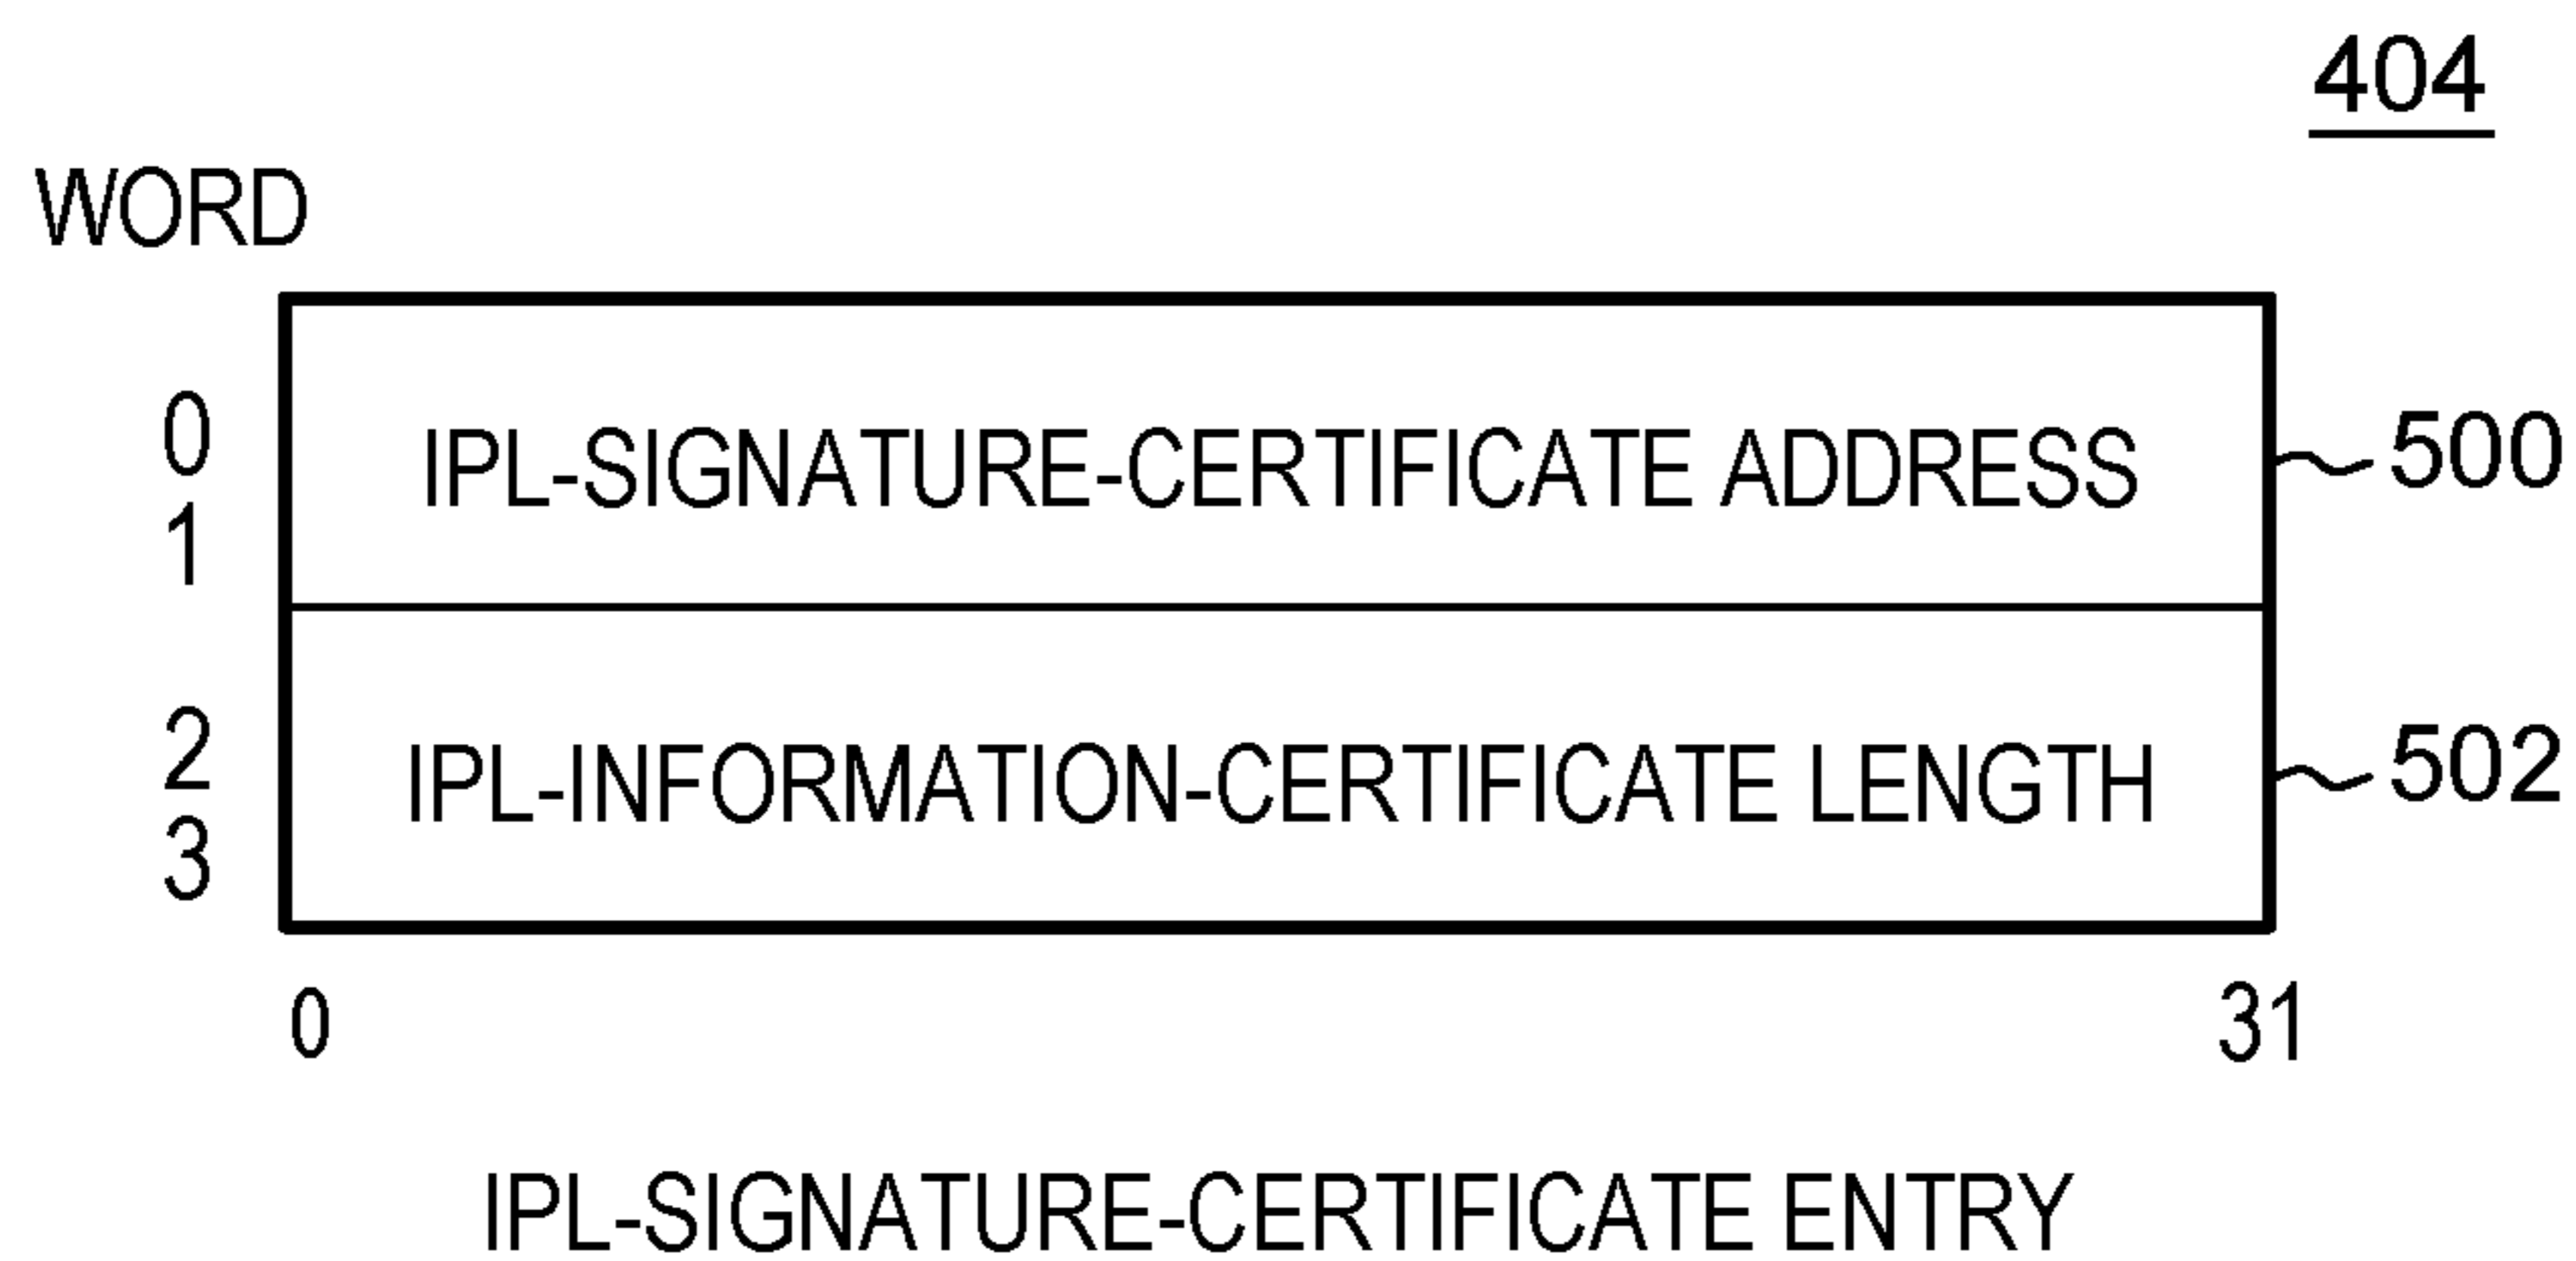 404
WORD
0
IPL-SIGNATURE-CERTIFICATE ADDRESS 500
1
2
IPL-INFORMATION-CERTIFICATE LENGTH 502
3
0 31
IPL-SIGNATURE-CERTIFICATE ENTRY